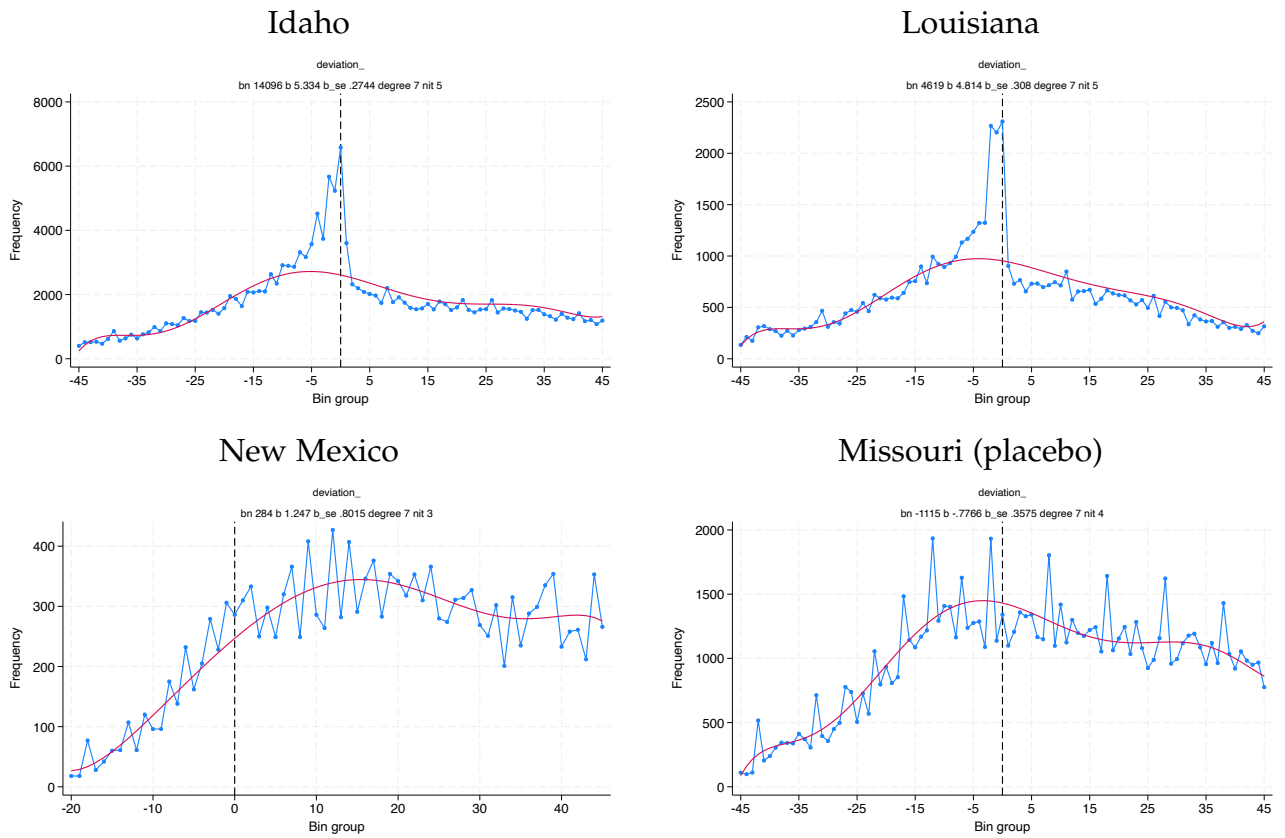 Idaho
deviation_
bn 14096 b 5.334 b_se .2744 degree 7 nit 5
8000
6000
4000
2000
0
Frequency
-45 -35 -25 -15 -5 5 15 25 35 45
Bin group
Louisiana
deviation_
bn 4619 b 4.814 b_se .308 degree 7 nit 5
2500
2000
1500
1000
500
0
Frequency
-45 -35 -25 -15 -5 5 15 25 35 45
Bin group
New Mexico
deviation_
bn 284 b 1.247 b_se .8015 degree 7 nit 3
400
300
200
100
0
Frequency
-20 -10 0 10 20 30 40
Bin group
Missouri (placebo)
deviation_
bn -1115 b -.7766 b_se .3575 degree 7 nit 4
2000
1500
1000
500
0
Frequency
-45 -35 -25 -15 -5 5 15 25 35 45
Bin group